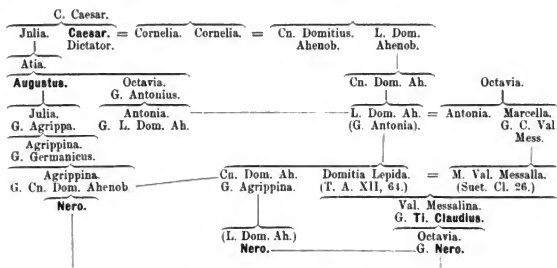 C. Caesar.
Julia. Caesar. = Cornelia. Cornelia. = Cn. Domitius. L. Dom.
Dictator. Ahenob. Ahenob.
Atia.
Augustus. Octavia. Cn. Dom. Ah. Octavia.
G. Antonius.
Julia. Antonia. L. Dom. Ah. = Antonia. Marcella.
G. Agrippa. G. L. Dom. Ah. (G. Antonia). G. C. Val.
Agrippina. Mess.
G. Germanicus.
Agrippina. Cn. Dom. Ah. Domitia Lepida. = M. Val. Messalla.
G. Cn. Dom. Ahenob. G. Agrippina. (T. A. XII, 64.) (Suet. Cl. 26.)
Nero. Val. Messalina.
G. Ti. Claudius.
(L. Dom. Ah.) Octavia.
Nero. G. Nero.